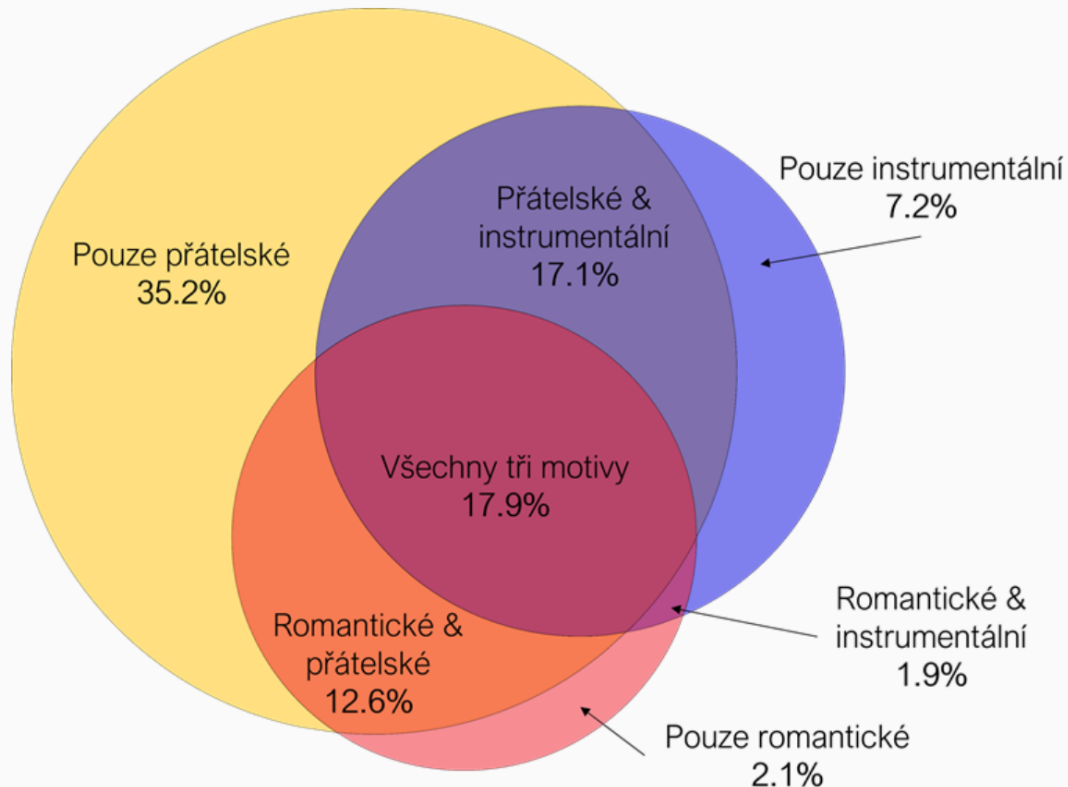 Pouze přátelské
35.2%
Přátelské &
instrumentální
17.1%
Pouze instrumentální
7.2%
Všechny tři motivy
17.9%
Romantické &
přátelské
12.6%
Romantické &
instrumentální
1.9%
Pouze romantické
2.1%